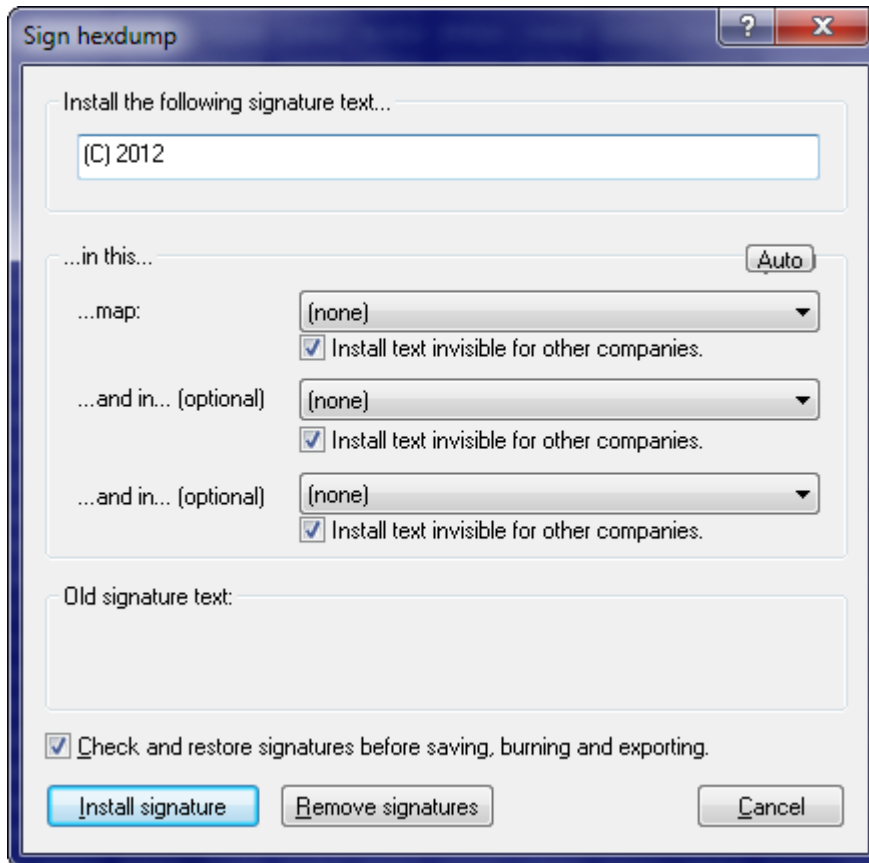 Sign hexdump
?
X
Install the following signature text...
(C) 2012
...in this...
Auto
...map:
(none)
Install text invisible for other companies.
...and in... (optional)
(none)
Install text invisible for other companies.
...and in... (optional)
(none)
Install text invisible for other companies.
Old signature text:
Check and restore signatures before saving, burning and exporting.
Install signature
Remove signatures
Cancel